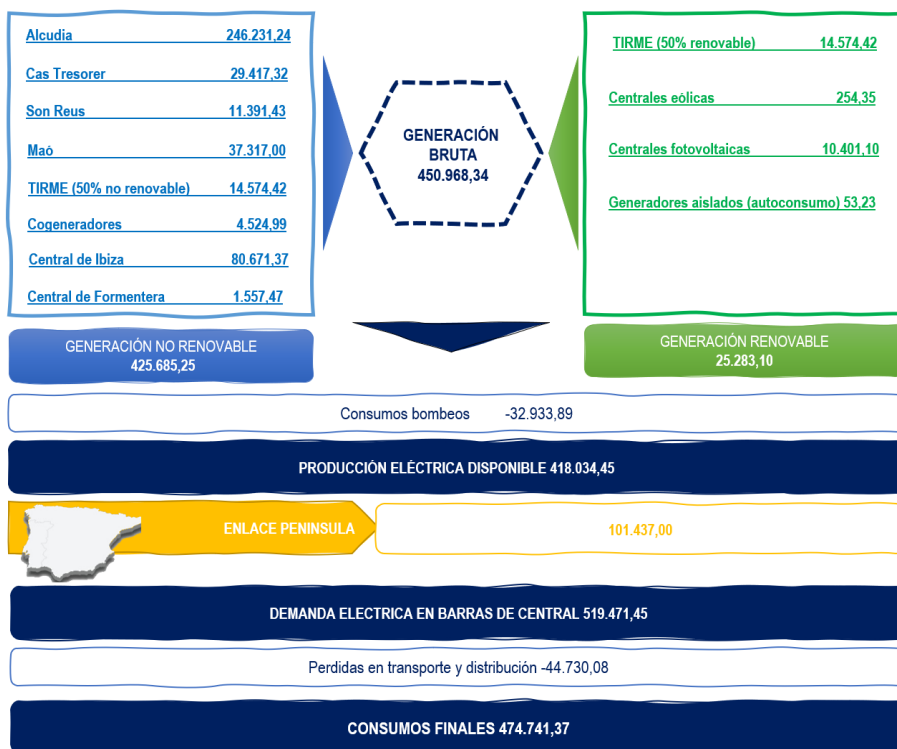 Alcudia 246.231,24
Cas Tresorer 29.417,32
Son Reus 11.391,43
Maó 37.317,00
TIRME (50% no renovable) 14.574,42
Cogeneradores 4.524,99
Central de Ibiza 80.671,37
Central de Formentera 1.557,47
GENERACIÓN
BRUTA
450.968,34
TIRME (50% renovable) 14.574,42
Centrales eólicas 254,35
Centrales fotovoltaicas 10.401,10
Generadores aislados (autoconsumo) 53,23
GENERACIÓN NO RENOVABLE
425.685,25
GENERACIÓN RENOVABLE
25.283,10
Consumos bombeos -32.933,89
PRODUCCIÓN ELÉCTRICA DISPONIBLE 418.034,45
ENLACE PENINSULA 101.437,00
DEMANDA ELECTRICA EN BARRAS DE CENTRAL 519.471,45
Perdidas en transporte y distribución -44.730,08
CONSUMOS FINALES 474.741,37